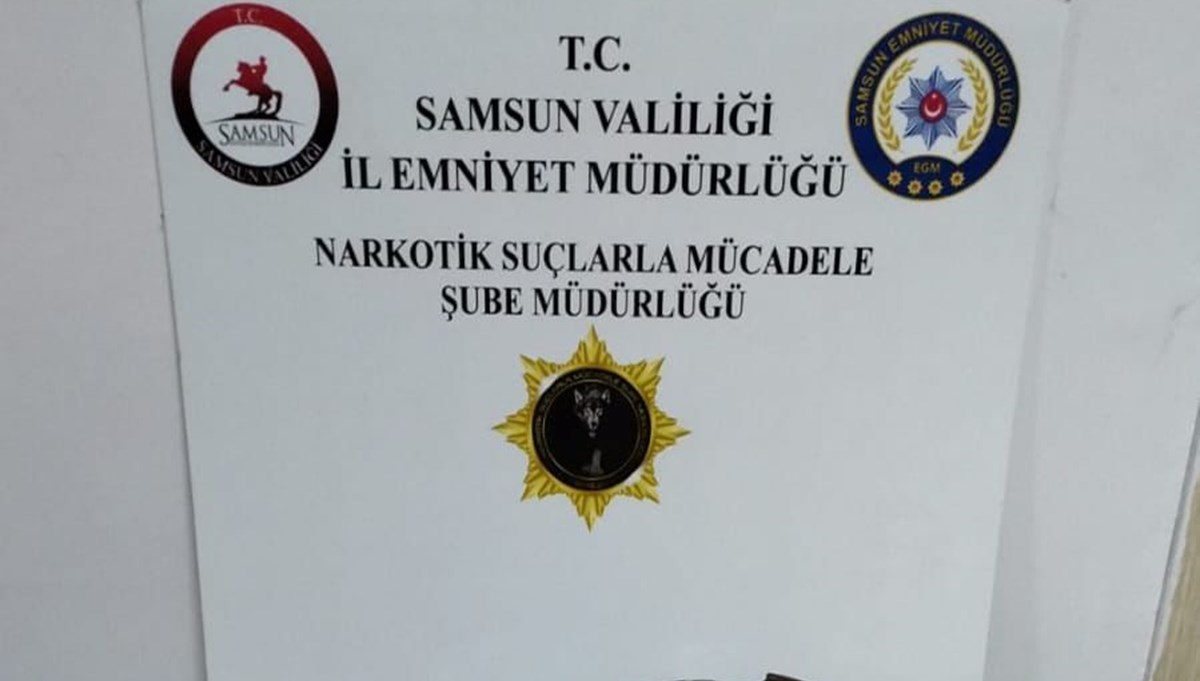 T.C.
SAMSUN
SAMSUN VALİLİĞİ
T.C.
SAMSUN VALİLİĞİ
İL EMNİYET MÜDÜRLÜĞÜ
SAMSUN EMNİYET MÜDÜRLÜĞÜ
EGM
NARKOTİK SUÇLARLA MÜCADELE
ŞUBE MÜDÜRLÜĞÜ